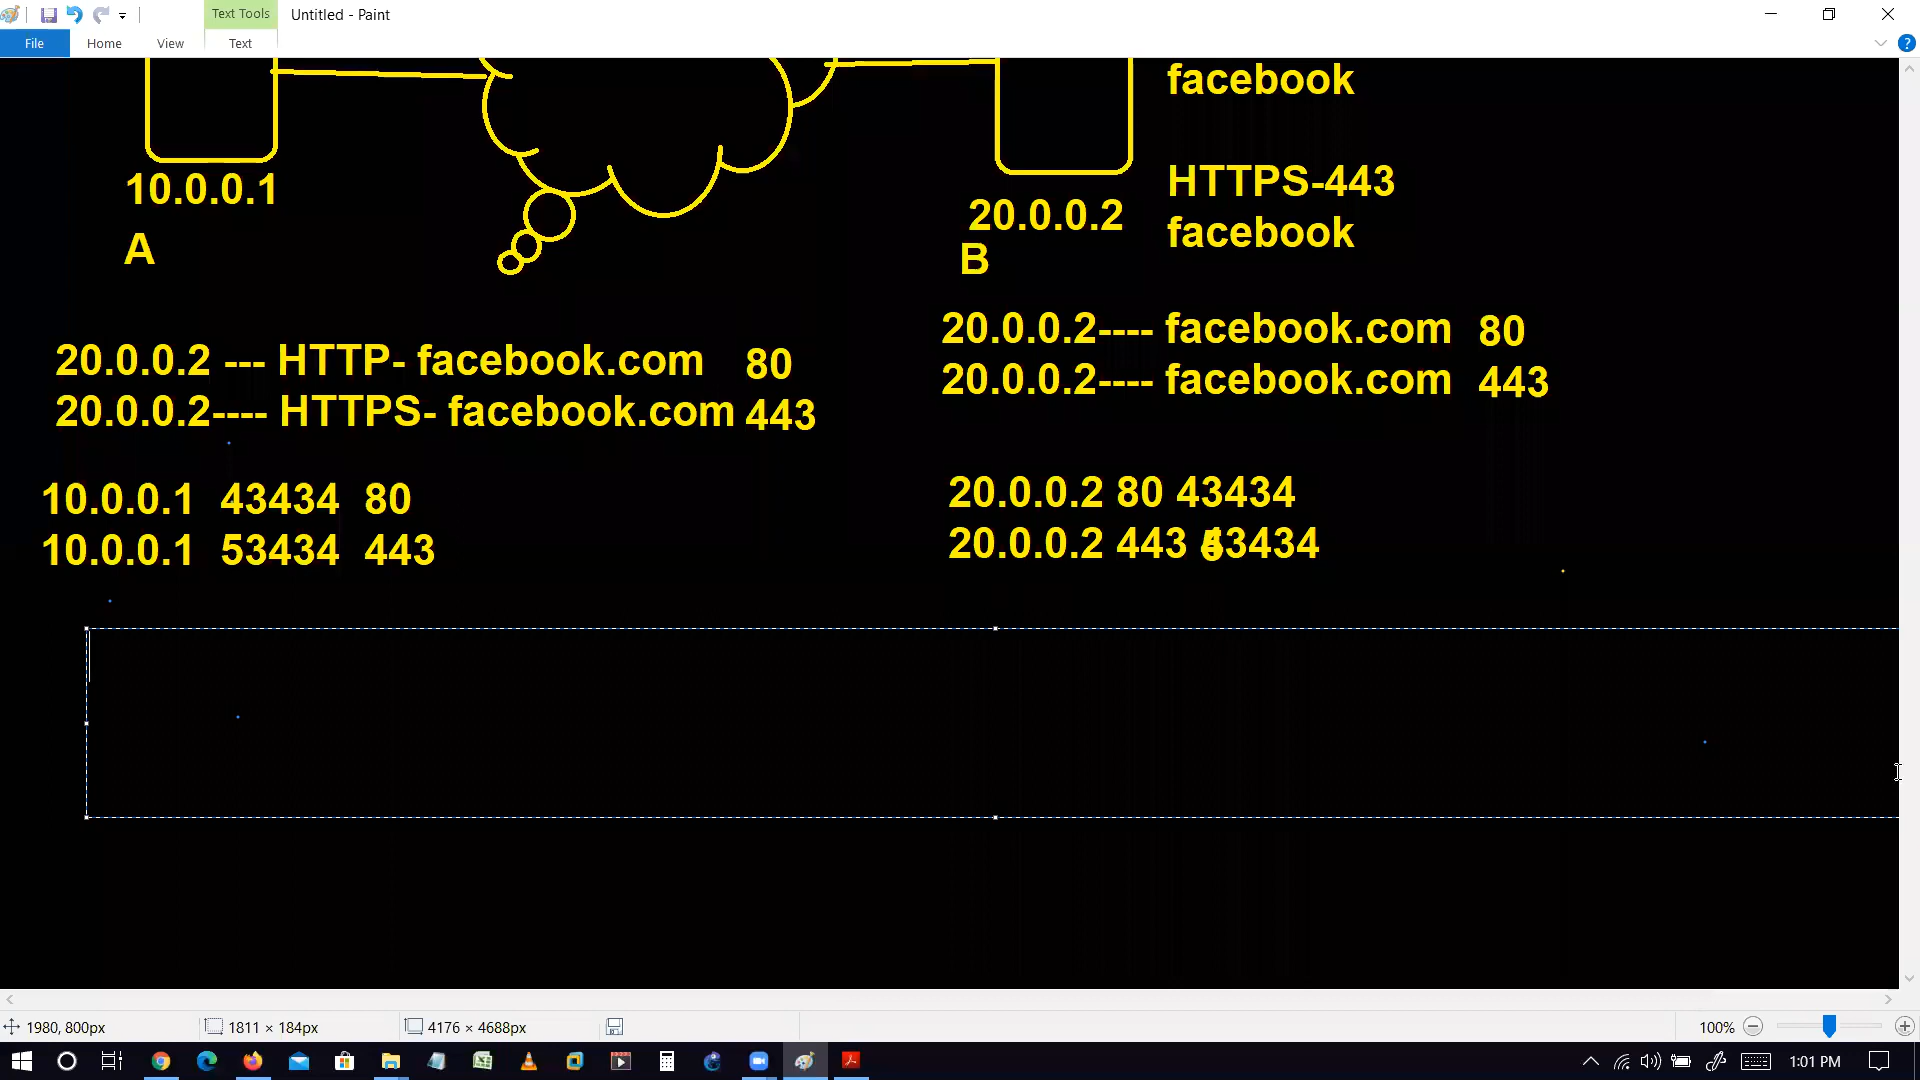 Text Tools
Untitled - Paint
File
Home
View
Text
facebook
HTTPS-443
facebook
10.0.0.1
A
20.0.0.2
B
20.0.0.2 --- HTTP- facebook.com 80
20.0.0.2---- HTTPS- facebook.com 443
20.0.0.2---- facebook.com 80
20.0.0.2---- facebook.com 443
10.0.0.1 43434 80
10.0.0.1 53434 443
20.0.0.2 80 43434
20.0.0.2 443
1980, 800px
1811 × 184px
4176 × 4688px
100%
1:01 PM